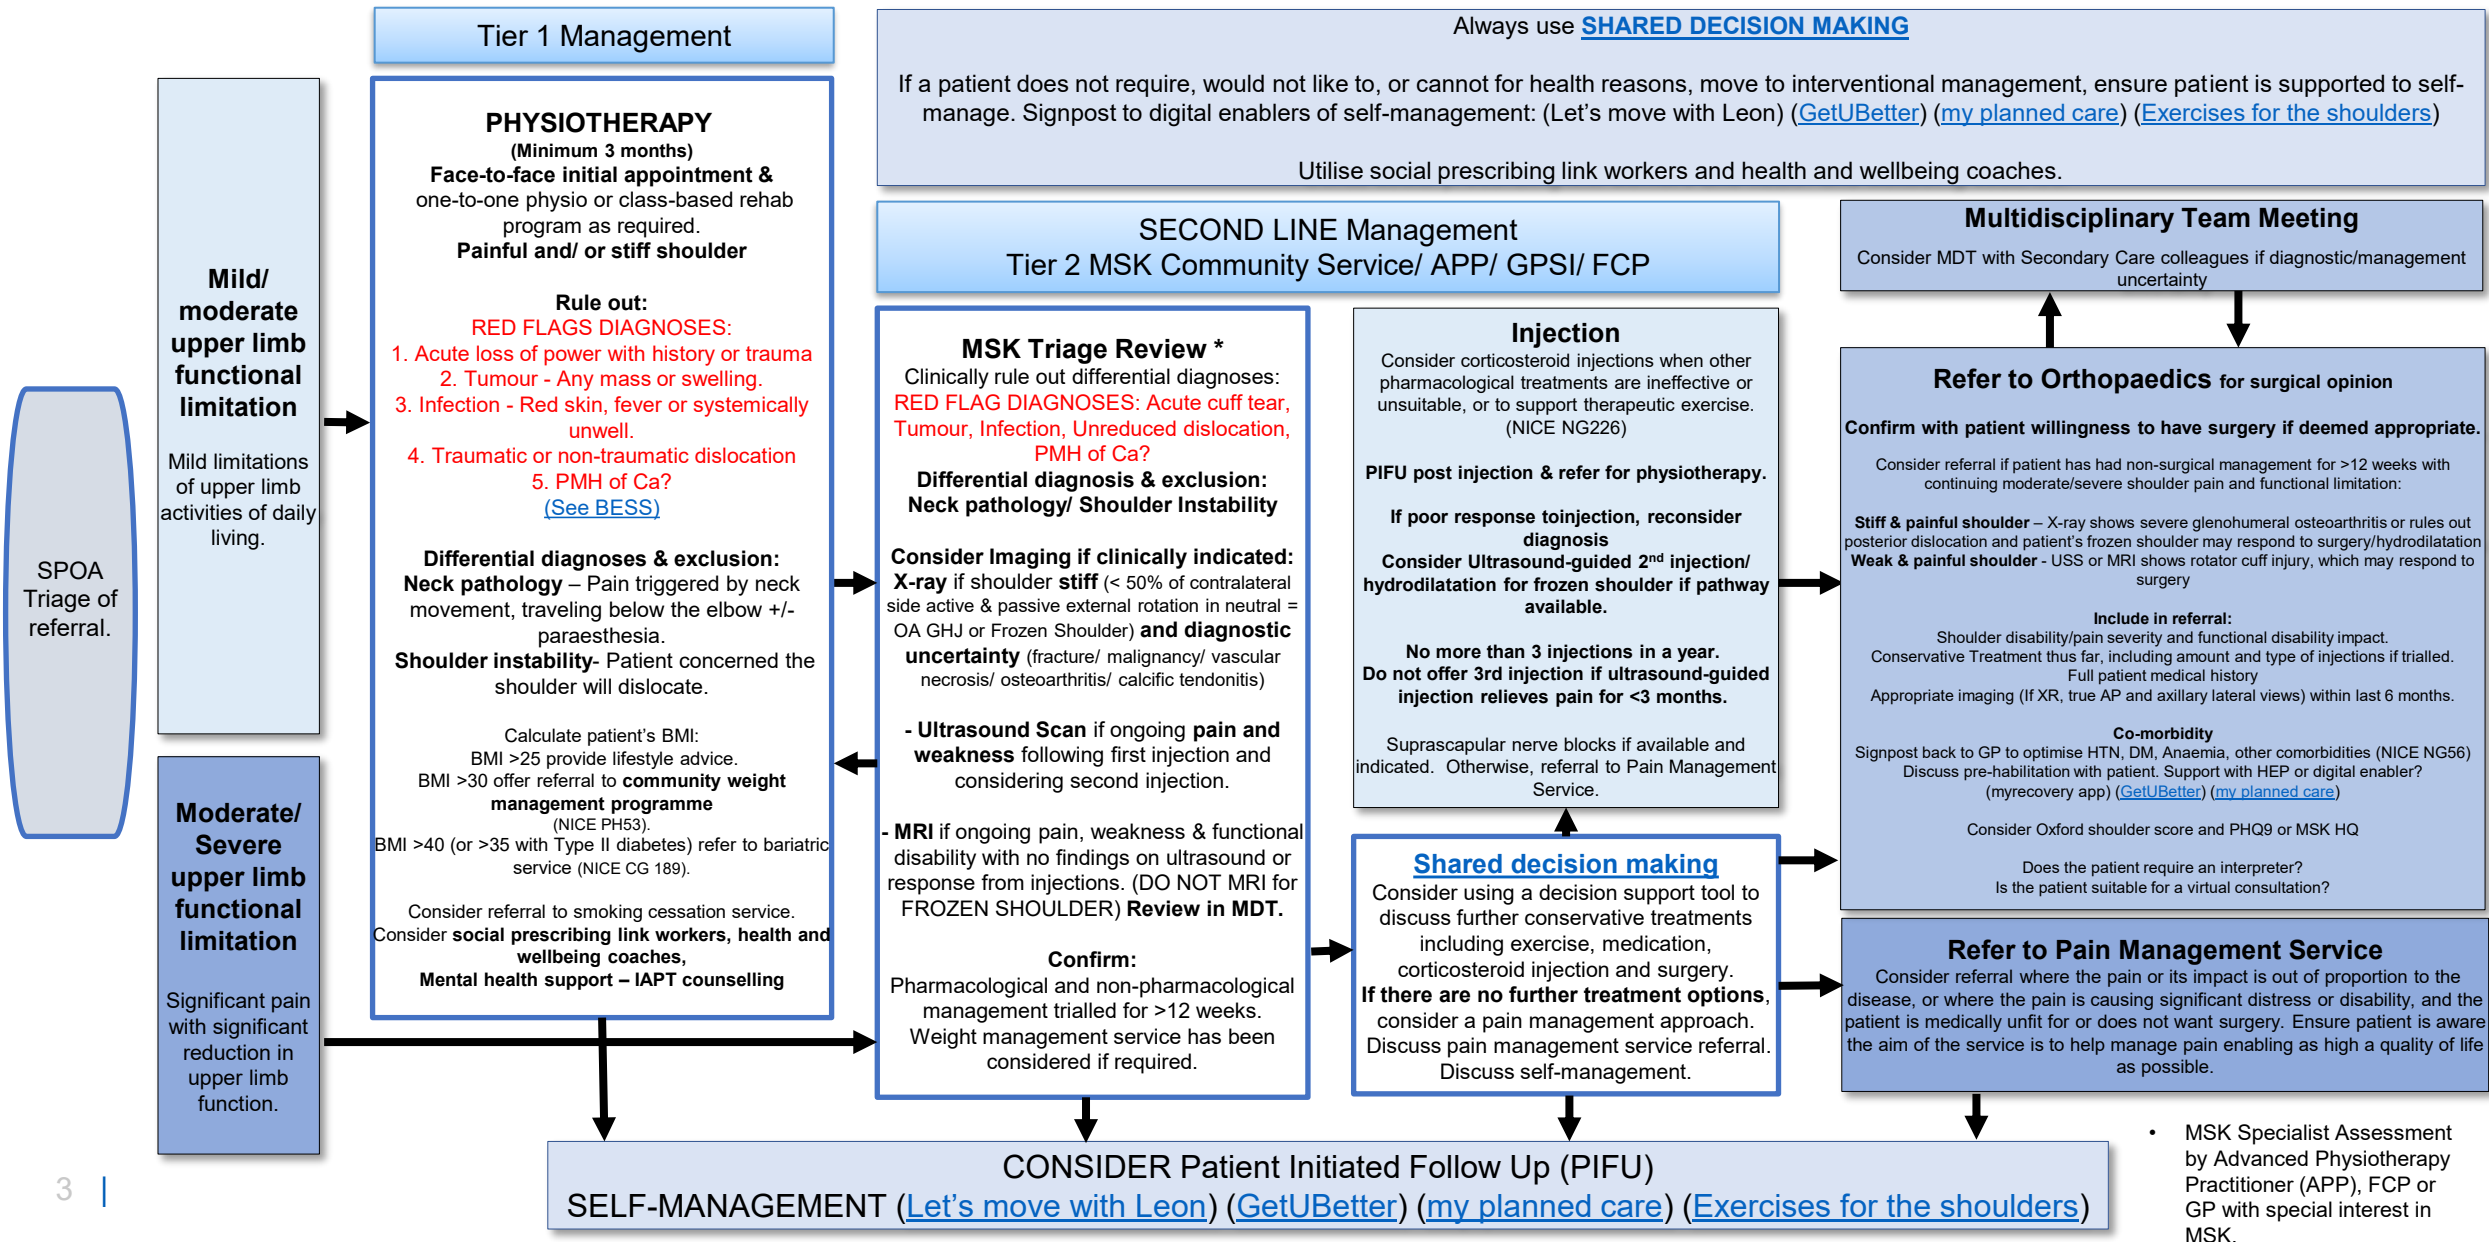 Tier 1 Management
Always use SHARED DECISION MAKING
If a patient does not require, would not like to, or cannot for health reasons, move to interventional management, ensure patient is supported to self-
manage. Signpost to digital enablers of self-management: (Let's move with Leon) (GetUBetter) (my planned care) (Exercises for the shoulders)
Utilise social prescribing link workers and health and wellbeing coaches.
SPOA
Triage of
referral.
Mild/
moderate
upper limb
functional
limitation
Mild limitations
of upper limb
activities of daily
living.
Moderate/
Severe
upper limb
functional
limitation
Significant pain
with significant
reduction in
upper limb
function.
PHYSIOTHERAPY
(Minimum 3 months)
Face-to-face initial appointment &
one-to-one physio or class-based rehab
program as required.
Painful and/ or stiff shoulder
Rule out:
RED FLAGS DIAGNOSES:
1. Acute loss of power with history or trauma
2. Tumour - Any mass or swelling.
3. Infection - Red skin, fever or systemically
unwell.
4. Traumatic or non-traumatic dislocation
5. PMH of Ca?
(See BESS)
Differential diagnoses & exclusion:
Neck pathology – Pain triggered by neck
movement, traveling below the elbow +/-
paraesthesia.
Shoulder instability- Patient concerned the
shoulder will dislocate.
Calculate patient's BMI:
BMI >25 provide lifestyle advice.
BMI >30 offer referral to community weight
management programme
(NICE PH53).
BMI >40 (or >35 with Type II diabetes) refer to bariatric
service (NICE CG 189).
Consider referral to smoking cessation service.
Consider social prescribing link workers, health and
wellbeing coaches,
Mental health support – IAPT counselling
SECOND LINE Management
Tier 2 MSK Community Service/ APP/ GPSI/ FCP
MSK Triage Review *
Clinically rule out differential diagnoses:
RED FLAG DIAGNOSES: Acute cuff tear,
Tumour, Infection, Unreduced dislocation,
PMH of Ca?
Differential diagnosis & exclusion:
Neck pathology/ Shoulder Instability
Consider Imaging if clinically indicated:
X-ray if shoulder stiff (< 50% of contralateral
side active & passive external rotation in neutral =
OA GHJ or Frozen Shoulder) and diagnostic
uncertainty (fracture/ malignancy/ vascular
necrosis/ osteoarthritis/ calcific tendonitis)
- Ultrasound Scan if ongoing pain and
weakness following first injection and
considering second injection.
- MRI if ongoing pain, weakness & functional
disability with no findings on ultrasound or
response from injections. (DO NOT MRI for
FROZEN SHOULDER) Review in MDT.
Confirm:
Pharmacological and non-pharmacological
management trialled for >12 weeks.
Weight management service has been
considered if required.
Injection
Consider corticosteroid injections when other
pharmacological treatments are ineffective or
unsuitable, or to support therapeutic exercise.
(NICE NG226)
PIFU post injection & refer for physiotherapy.
If poor response toinjection, reconsider
diagnosis
Consider Ultrasound-guided 2nd injection/
hydrodilatation for frozen shoulder if pathway
available.
No more than 3 injections in a year.
Do not offer 3rd injection if ultrasound-guided
injection relieves pain for <3 months.
Suprascapular nerve blocks if available and
indicated. Otherwise, referral to Pain Management
Service.
Shared decision making
Consider using a decision support tool to
discuss further conservative treatments
including exercise, medication,
corticosteroid injection and surgery.
If there are no further treatment options,
consider a pain management approach.
Discuss pain management service referral.
Discuss self-management.
Multidisciplinary Team Meeting
Consider MDT with Secondary Care colleagues if diagnostic/management
uncertainty
Refer to Orthopaedics for surgical opinion
Confirm with patient willingness to have surgery if deemed appropriate.
Consider referral if patient has had non-surgical management for >12 weeks with
continuing moderate/severe shoulder pain and functional limitation:
Stiff & painful shoulder – X-ray shows severe glenohumeral osteoarthritis or rules out
posterior dislocation and patient's frozen shoulder may respond to surgery/hydrodilatation
Weak & painful shoulder - USS or MRI shows rotator cuff injury, which may respond to
surgery
Include in referral:
Shoulder disability/pain severity and functional disability impact.
Conservative Treatment thus far, including amount and type of injections if trialled.
Full patient medical history
Appropriate imaging (If XR, true AP and axillary lateral views) within last 6 months.
Co-morbidity
Signpost back to GP to optimise HTN, DM, Anaemia, other comorbidities (NICE NG56)
Discuss pre-habilitation with patient. Support with HEP or digital enabler?
(myrecovery app) (GetUBetter) (my planned care)
Consider Oxford shoulder score and PHQ9 or MSK HQ
Does the patient require an interpreter?
Is the patient suitable for a virtual consultation?
Refer to Pain Management Service
Consider referral where the pain or its impact is out of proportion to the
disease, or where the pain is causing significant distress or disability, and the
patient is medically unfit for or does not want surgery. Ensure patient is aware
the aim of the service is to help manage pain enabling as high a quality of life
as possible.
CONSIDER Patient Initiated Follow Up (PIFU)
SELF-MANAGEMENT (Let's move with Leon) (GetUBetter) (my planned care) (Exercises for the shoulders)
• MSK Specialist Assessment
by Advanced Physiotherapy
Practitioner (APP), FCP or
GP with special interest in
MSK.
3 |